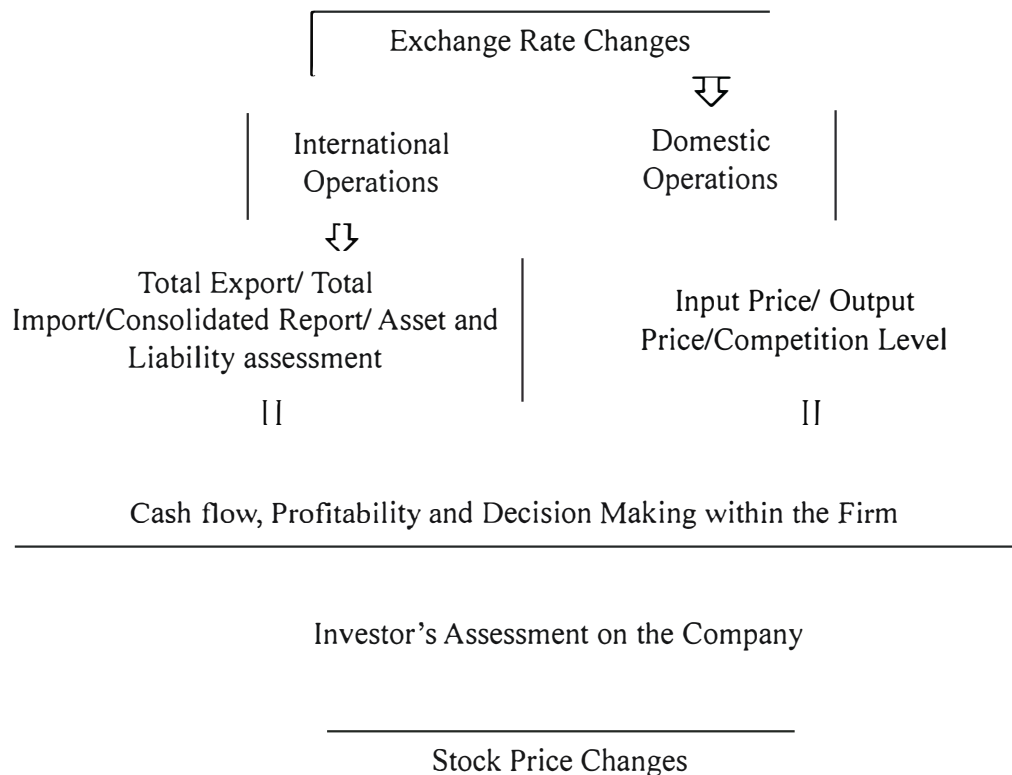 Exchange Rate Changes
International
Operations
Domestic
Operations
Total Export/ Total
Import/Consolidated Report/ Asset and
Liability assessment
Input Price/ Output
Price/Competition Level
Cash flow, Profitability and Decision Making within the Firm
Investor's Assessment on the Company
Stock Price Changes